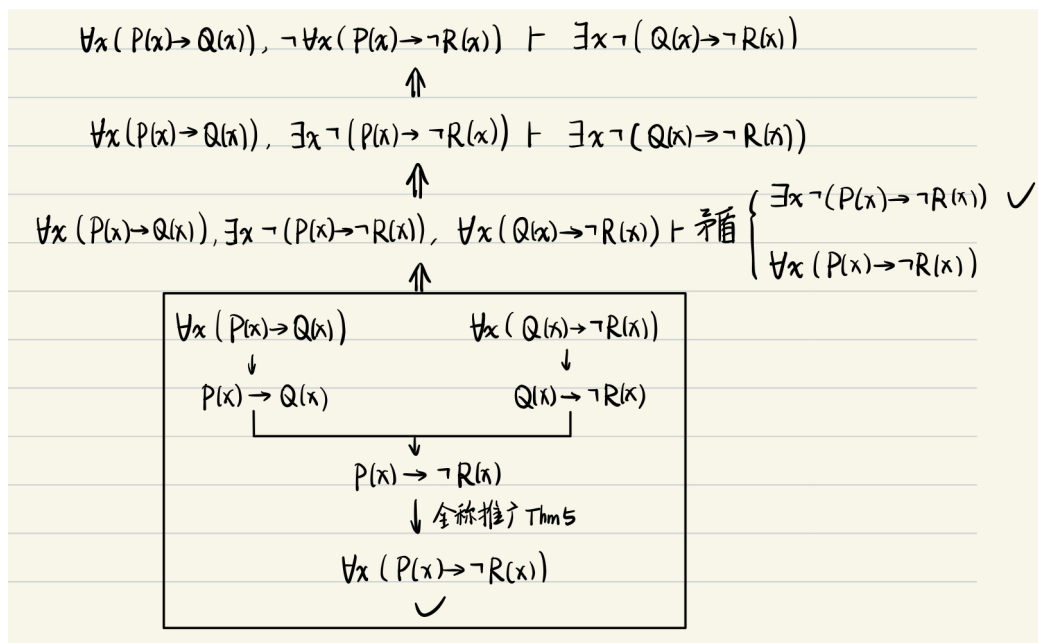 ∀x(P(x)→Q(x)), ¬∀x(P(x)→¬R(x)) ⊢ ∃x¬(Q(x)→¬R(x))
⇑
∀x(P(x)→Q(x)), ∃x¬(P(x)→¬R(x)) ⊢ ∃x¬(Q(x)→¬R(x))
⇑
∀x(P(x)→Q(x)), ∃x¬(P(x)→¬R(x)), ∀x(Q(x)→¬R(x)) ⊢ 矛盾 {
∃x¬(P(x)→¬R(x)) ✓
∀x(P(x)→¬R(x))
⇑
∀x(P(x)→Q(x)) ∀x(Q(x)→¬R(x))
↓ ↓
P(x)→Q(x) Q(x)→¬R(x)
↓
P(x)→¬R(x)
↓ 全称推广 Thm5
∀x(P(x)→¬R(x))
✓